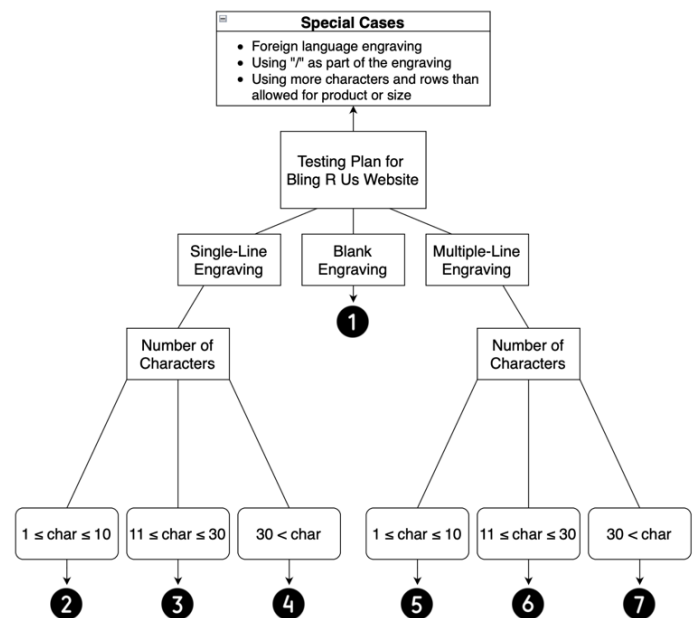 Special Cases
• Foreign language engraving
• Using "/" as part of the engraving
• Using more characters and rows than
allowed for product or size
Testing Plan for
Bling R Us Website
Single-Line
Engraving
Blank
Engraving
Multiple-Line
Engraving
1
Number of
Characters
Number of
Characters
1 ≤ char ≤ 10
11 ≤ char ≤ 30
30 < char
1 ≤ char ≤ 10
11 ≤ char ≤ 30
30 < char
2
3
4
5
6
7